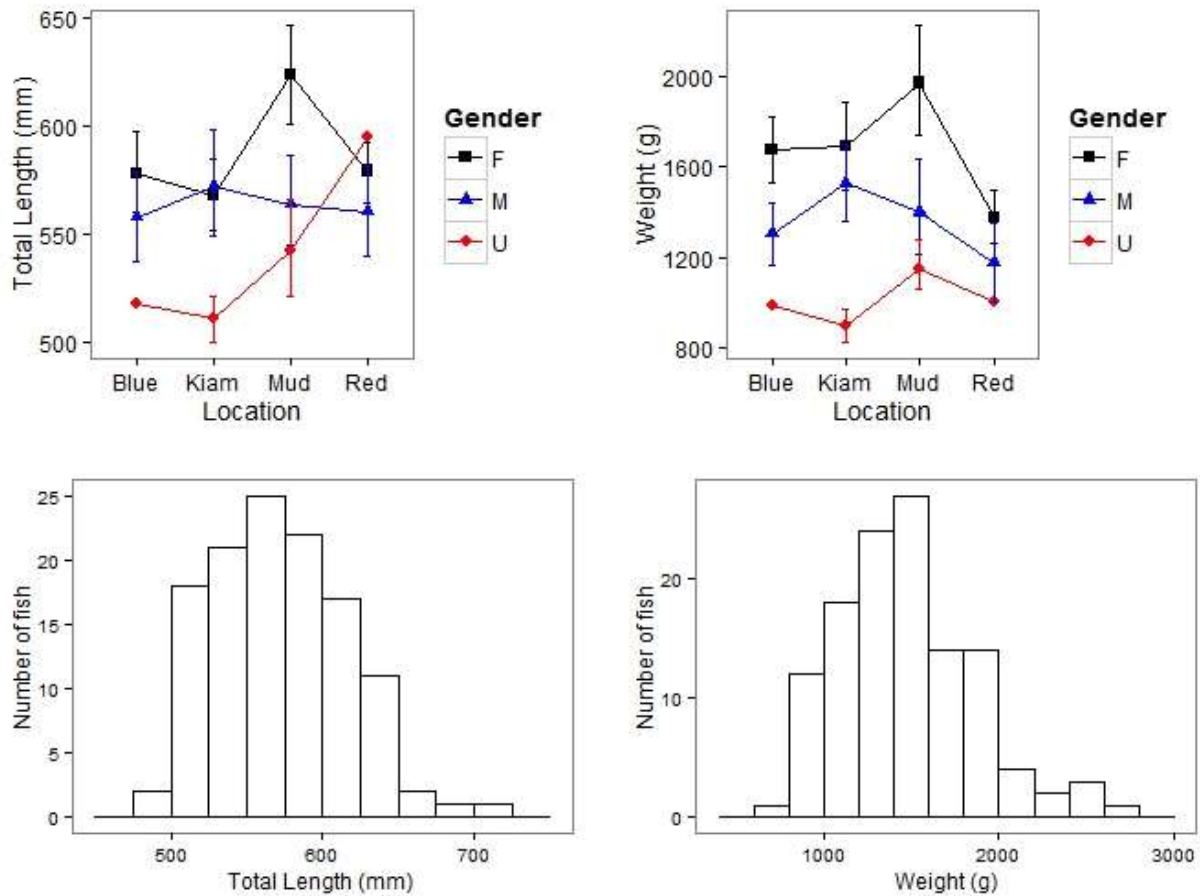 650
600
550
500
Total Length (mm)
Blue Kiam Mud Red
Location
Gender
F
M
U
2000
1600
1200
800
Weight (g)
Blue Kiam Mud Red
Location
Gender
F
M
U
25
20
15
10
5
0
Number of fish
500 600 700
Total Length (mm)
20
10
0
Number of fish
1000 2000 3000
Weight (g)